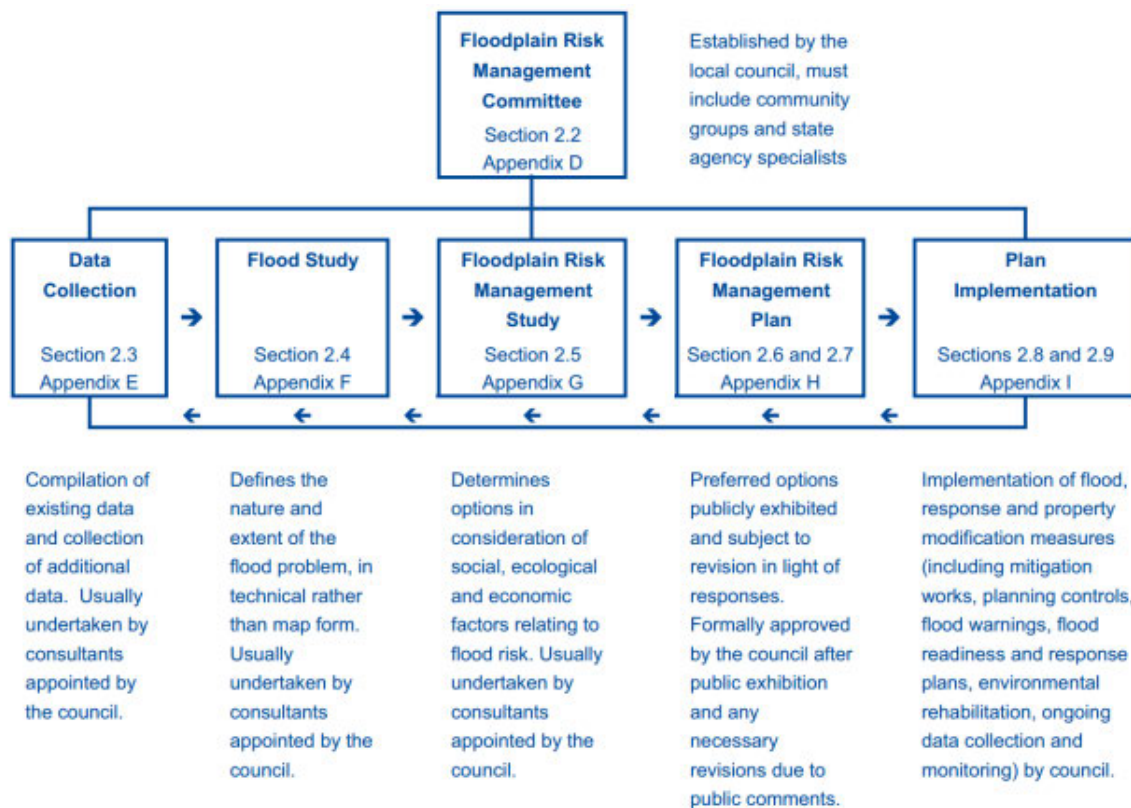 Floodplain Risk
Management
Committee
Section 2.2
Appendix D
Established by the
local council, must
include community
groups and state
agency specialists
Data
Collection
Section 2.3
Appendix E
Flood Study
Section 2.4
Appendix F
Floodplain Risk
Management
Study
Section 2.5
Appendix G
Floodplain Risk
Management
Plan
Section 2.6 and 2.7
Appendix H
Plan
Implementation
Sections 2.8 and 2.9
Appendix I
Compilation of
existing data
and collection
of additional
data. Usually
undertaken by
consultants
appointed by
the council.
Defines the
nature and
extent of the
flood problem, in
technical rather
than map form.
Usually
undertaken by
consultants
appointed by the
council.
Determines
options in
consideration of
social, ecological
and economic
factors relating to
flood risk. Usually
undertaken by
consultants
appointed by the
council.
Preferred options
publicly exhibited
and subject to
revision in light of
responses.
Formally approved
by the council after
public exhibition
and any
necessary
revisions due to
public comments.
Implementation of flood,
response and property
modification measures
(including mitigation
works, planning controls,
flood warnings, flood
readiness and response
plans, environmental
rehabilitation, ongoing
data collection and
monitoring) by council.